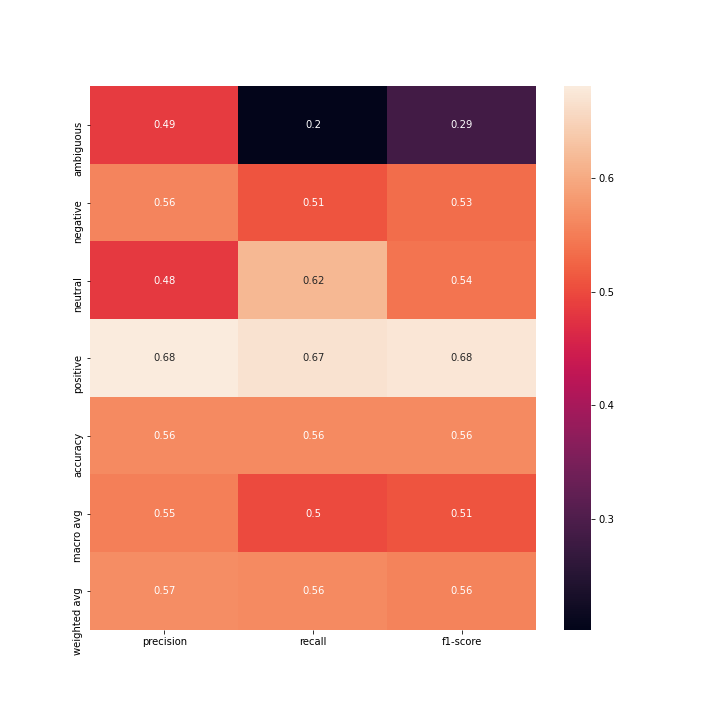 ambiguous 0.49 0.2 0.29
negative 0.56 0.51 0.53
neutral 0.48 0.62 0.54
positive 0.68 0.67 0.68
accuracy 0.56 0.56 0.56
macro avg 0.55 0.5 0.51
weighted avg 0.57 0.56 0.56
precision recall f1-score
0.6
0.5
0.4
0.3